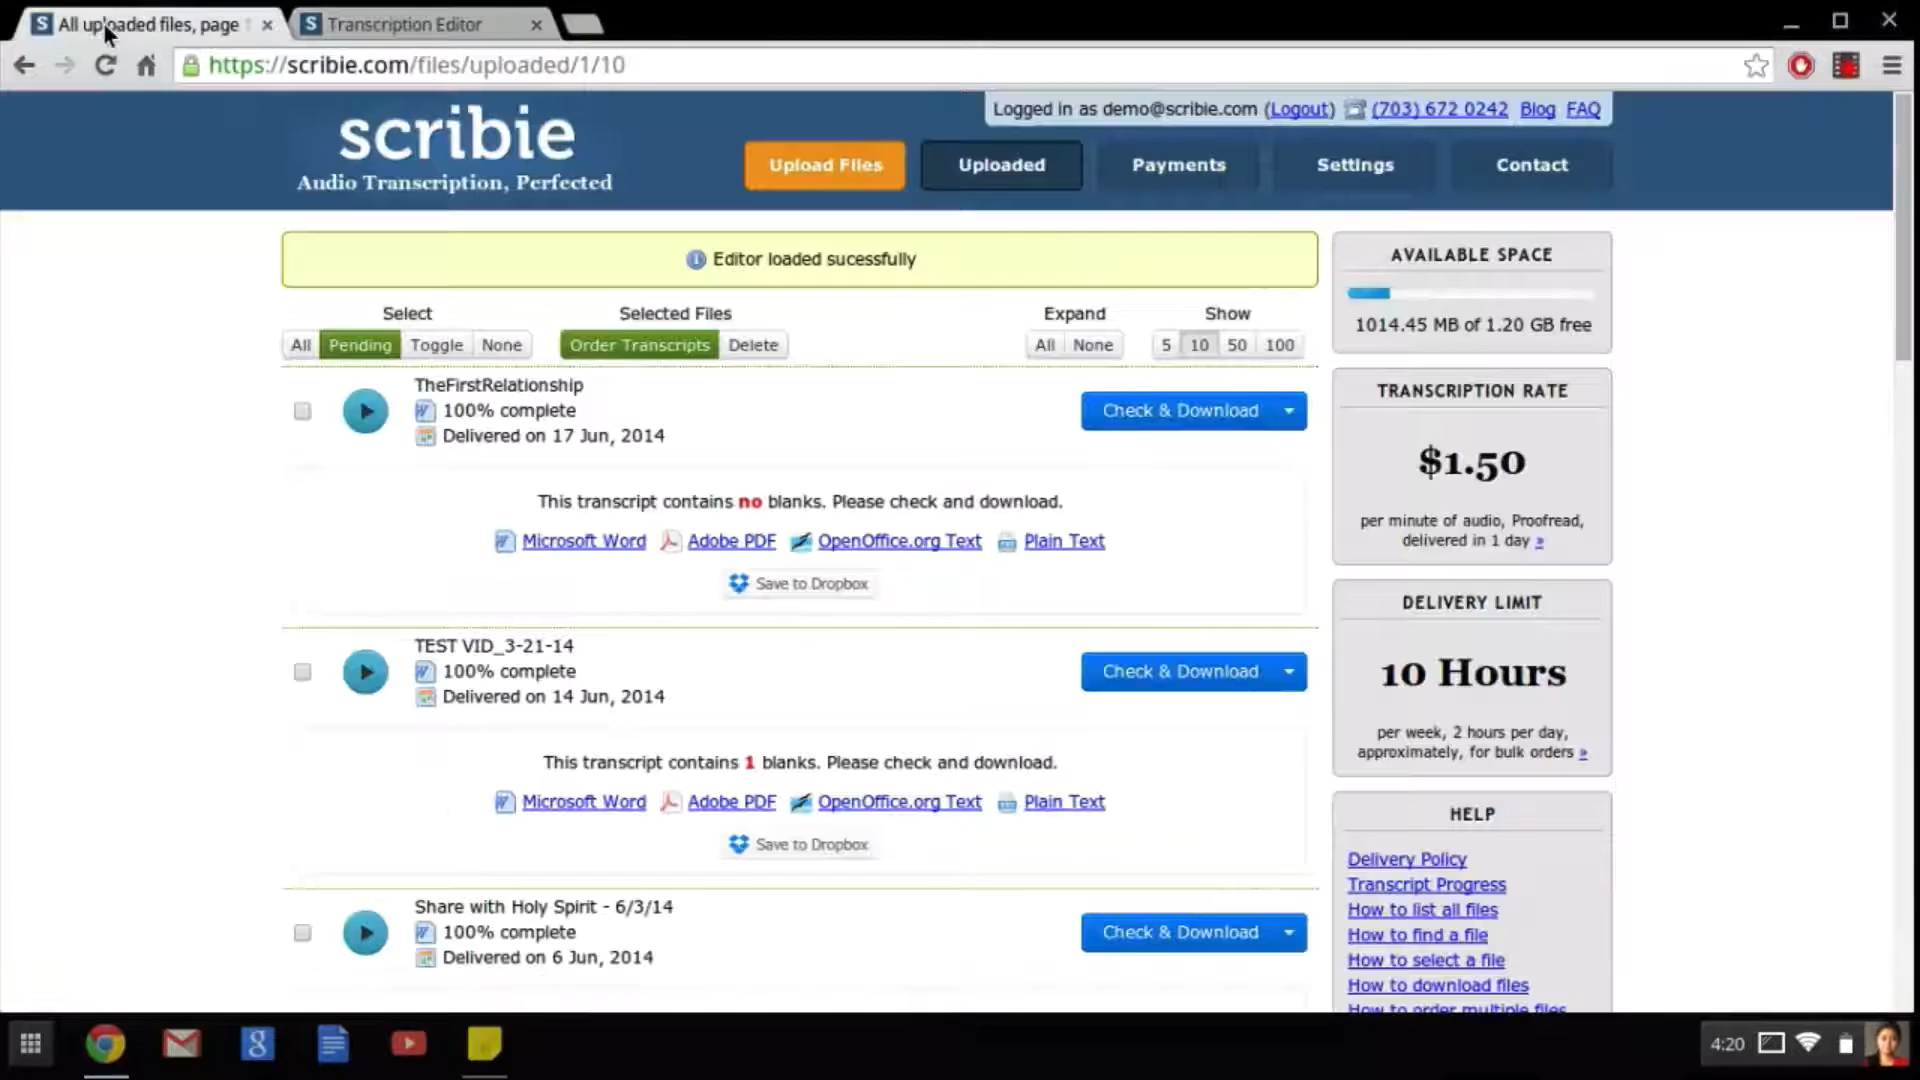 All uploaded files, page
Transcription Editor
https://scribie.com/files/uploaded/1/10
Logged in as demo@scribie.com (Logout) (703) 672 0242 Blog FAQ
scribie
Audio Transcription, Perfected
Upload Files Uploaded Payments Settings Contact
Editor loaded sucessfully
Select Selected Files Expand Show
All Pending Toggle None Order Transcripts Delete All None 5 10 50 100
TheFirstRelationship
100% complete
Delivered on 17 Jun, 2014
Check & Download
This transcript contains no blanks. Please check and download.
Microsoft Word Adobe PDF OpenOffice.org Text Plain Text
Save to Dropbox
TEST VID_3-21-14
100% complete
Delivered on 14 Jun, 2014
Check & Download
This transcript contains 1 blanks. Please check and download.
Microsoft Word Adobe PDF OpenOffice.org Text Plain Text
Save to Dropbox
Share with Holy Spirit - 6/3/14
100% complete
Delivered on 6 Jun, 2014
Check & Download
AVAILABLE SPACE
1014.45 MB of 1.20 GB free
TRANSCRIPTION RATE
$1.50
per minute of audio, Proofread,
delivered in 1 day »
DELIVERY LIMIT
10 Hours
per week, 2 hours per day,
approximately, for bulk orders »
HELP
Delivery Policy
Transcript Progress
How to list all files
How to find a file
How to select a file
How to download files
How to order multiple files
4:20